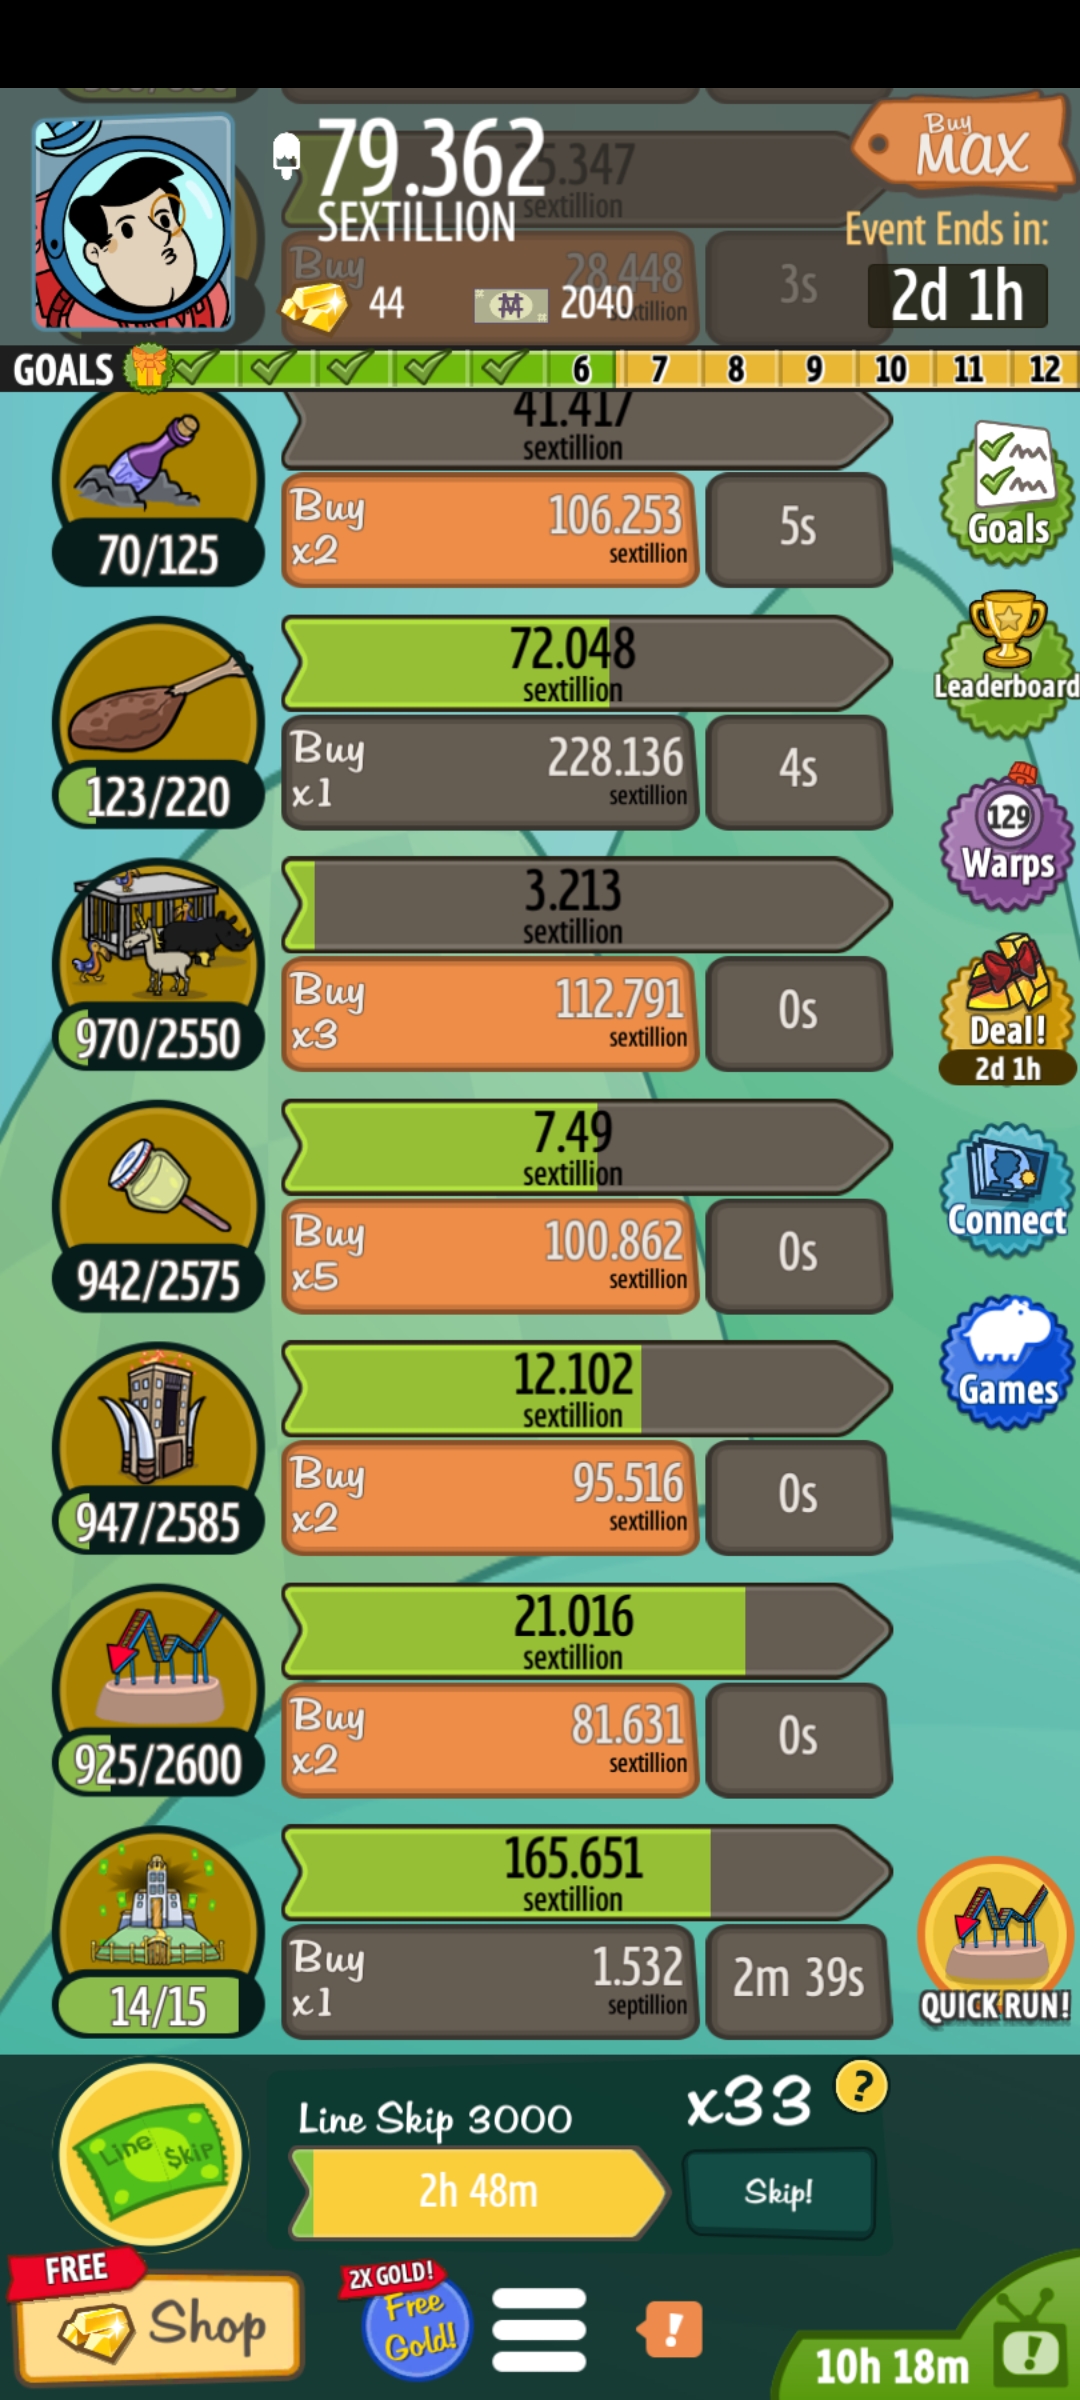 79.362
SEXTILLION
25.347
sextillion
Buy
28.448
sextillion
3s
44
2040
Buy
MAX
Event Ends in:
2d 1h
GOALS
6 7 8 9 10 11 12
41.417
sextillion
Buy
x2
106.253
sextillion
5s
70/125
Goals
72.048
sextillion
Buy
x1
228.136
sextillion
4s
123/220
Leaderboard
129
Warps
3.213
sextillion
Buy
x3
112.791
sextillion
0s
970/2550
Deal!
2d 1h
7.49
sextillion
Buy
x5
100.862
sextillion
0s
942/2575
Connect
12.102
sextillion
Buy
x2
95.516
sextillion
0s
947/2585
Games
21.016
sextillion
Buy
x2
81.631
sextillion
0s
925/2600
165.651
sextillion
Buy
x1
1.532
septillion
2m 39s
14/15
QUICK RUN!
Line $kip
Line Skip 3000
x33
?
2h 48m
Skip!
FREE
Shop
2X GOLD!
Free
Gold!
!
10h 18m
!